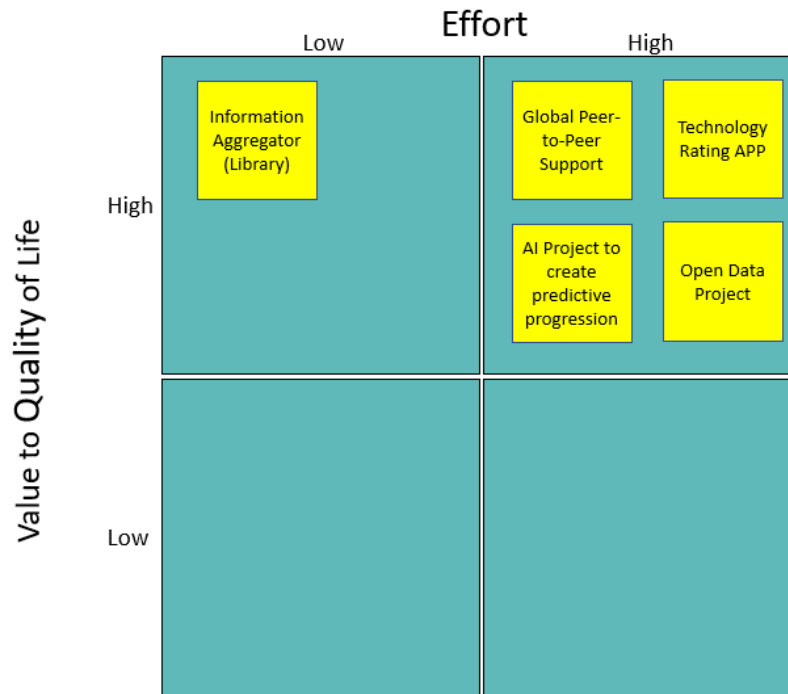 Effort
Low
High
Information
Aggregator
(Library)
Global Peer-
to-Peer
Support
Technology
Rating APP
High
AI Project to
create
predictive
progression
Open Data
Project
Value to Quality of Life
Low